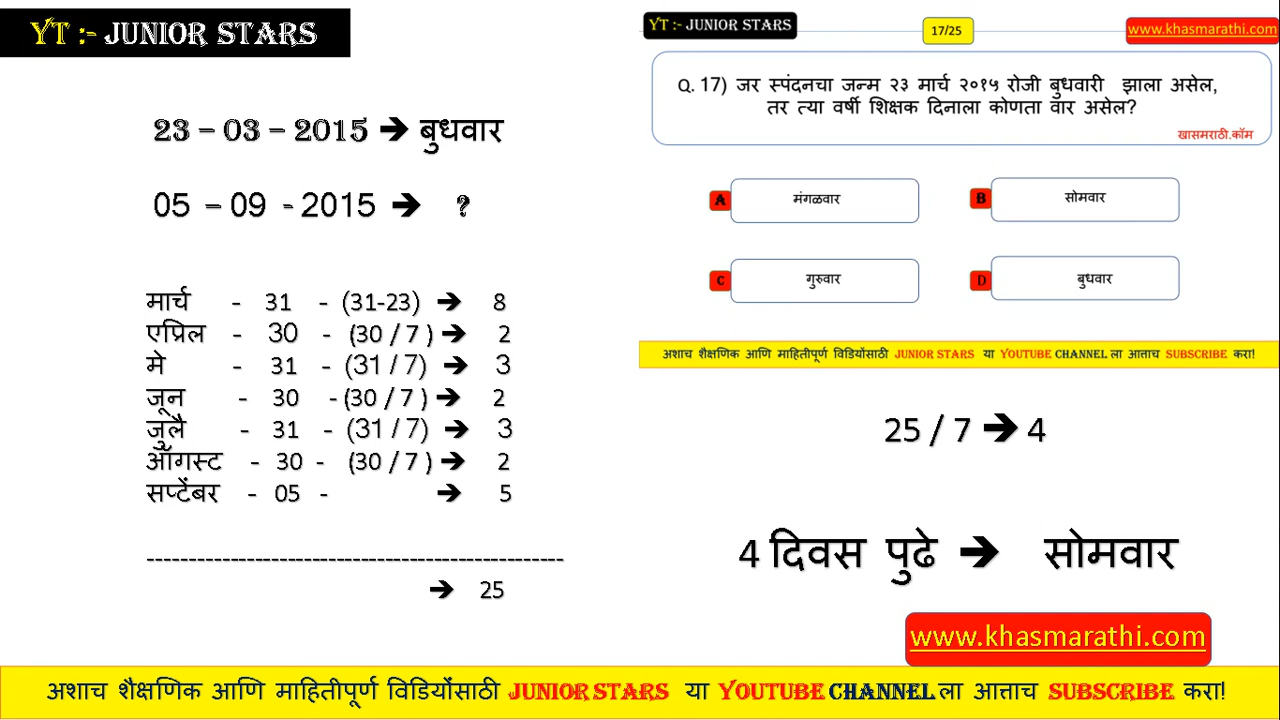 YT :- JUNIOR STARS
23 – 03 – 2015 ➔ बुधवार
05 – 09 - 2015 ➔ ?
मार्च - 31 - (31-23) ➔ 8
एप्रिल - 30 - (30 / 7 ) ➔ 2
मे - 31 - (31 / 7) ➔ 3
जून - 30 - (30 / 7 ) ➔ 2
जुलै - 31 - (31 / 7) ➔ 3
ऑगस्ट - 30 - (30 / 7 ) ➔ 2
सप्टेंबर - 05 - ➔ 5
----------------------------------------------------
➔ 25
YT :- JUNIOR STARS
17/25
www.khasmarathi.com
Q. 17) जर स्पंदनचा जन्म २३ मार्च २०१५ रोजी बुधवारी झाला असेल,
तर त्या वर्षी शिक्षक दिनाला कोणता वार असेल?
खासमराठी.कॉम
A मंगळवार
B सोमवार
C गुरुवार
D बुधवार
अशाच शैक्षणिक आणि माहितीपूर्ण विडियोंसाठी JUNIOR STARS या YOUTUBE CHANNEL ला आत्ताच SUBSCRIBE करा!
25 / 7 ➔ 4
4 दिवस पुढे ➔ सोमवार
www.khasmarathi.com
अशाच शैक्षणिक आणि माहितीपूर्ण विडियोंसाठी JUNIOR STARS या YOUTUBE CHANNEL ला आत्ताच SUBSCRIBE करा!